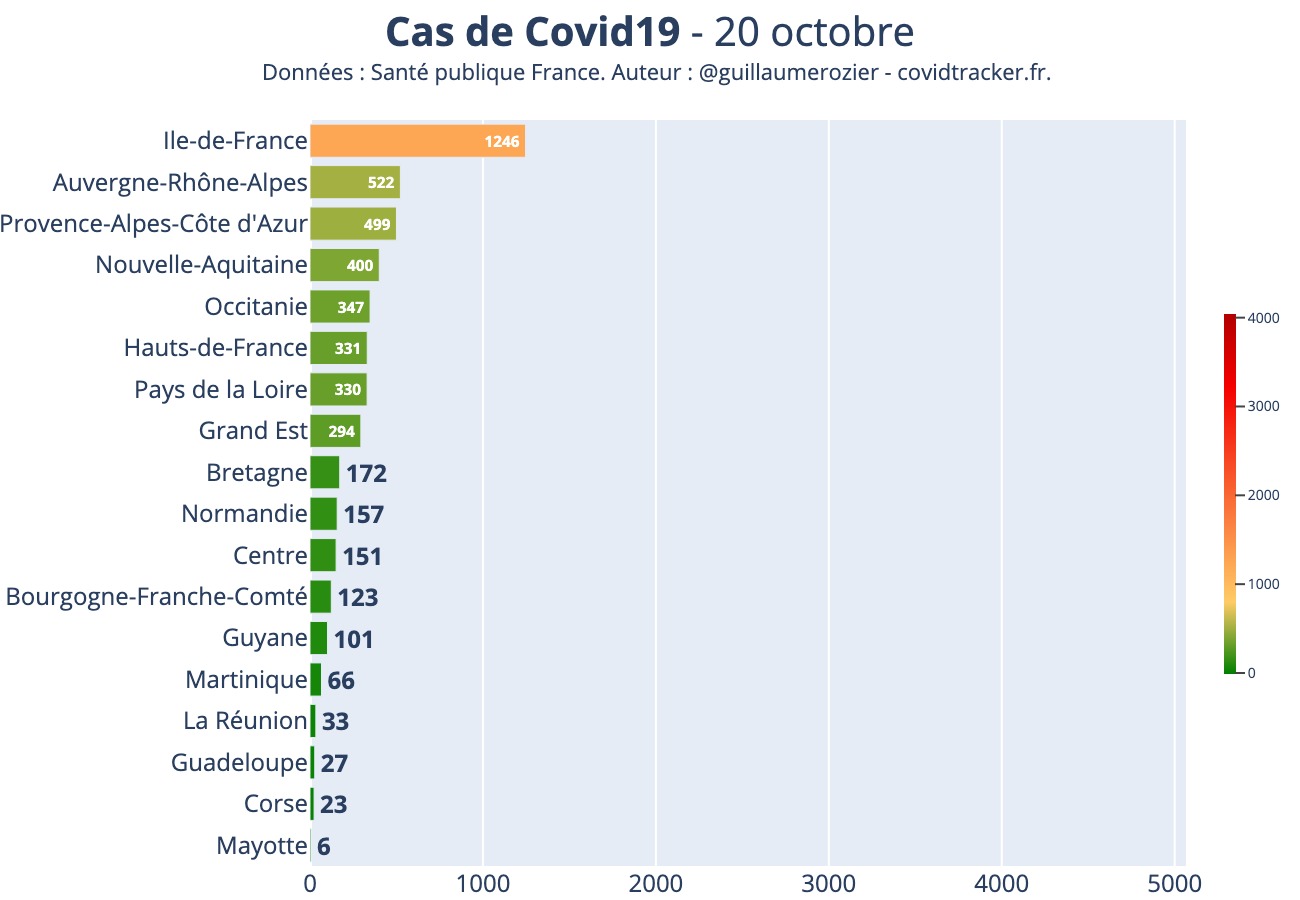 Cas de Covid19 - 20 octobre
Données : Santé publique France. Auteur : @guillaumerozier - covidtracker.fr.
Ile-de-France 1246
Auvergne-Rhône-Alpes 522
Provence-Alpes-Côte d'Azur 499
Nouvelle-Aquitaine 400
Occitanie 347
Hauts-de-France 331
Pays de la Loire 330
Grand Est 294
Bretagne 172
Normandie 157
Centre 151
Bourgogne-Franche-Comté 123
Guyane 101
Martinique 66
La Réunion 33
Guadeloupe 27
Corse 23
Mayotte 6
0 1000 2000 3000 4000 5000
4000
3000
2000
1000
0